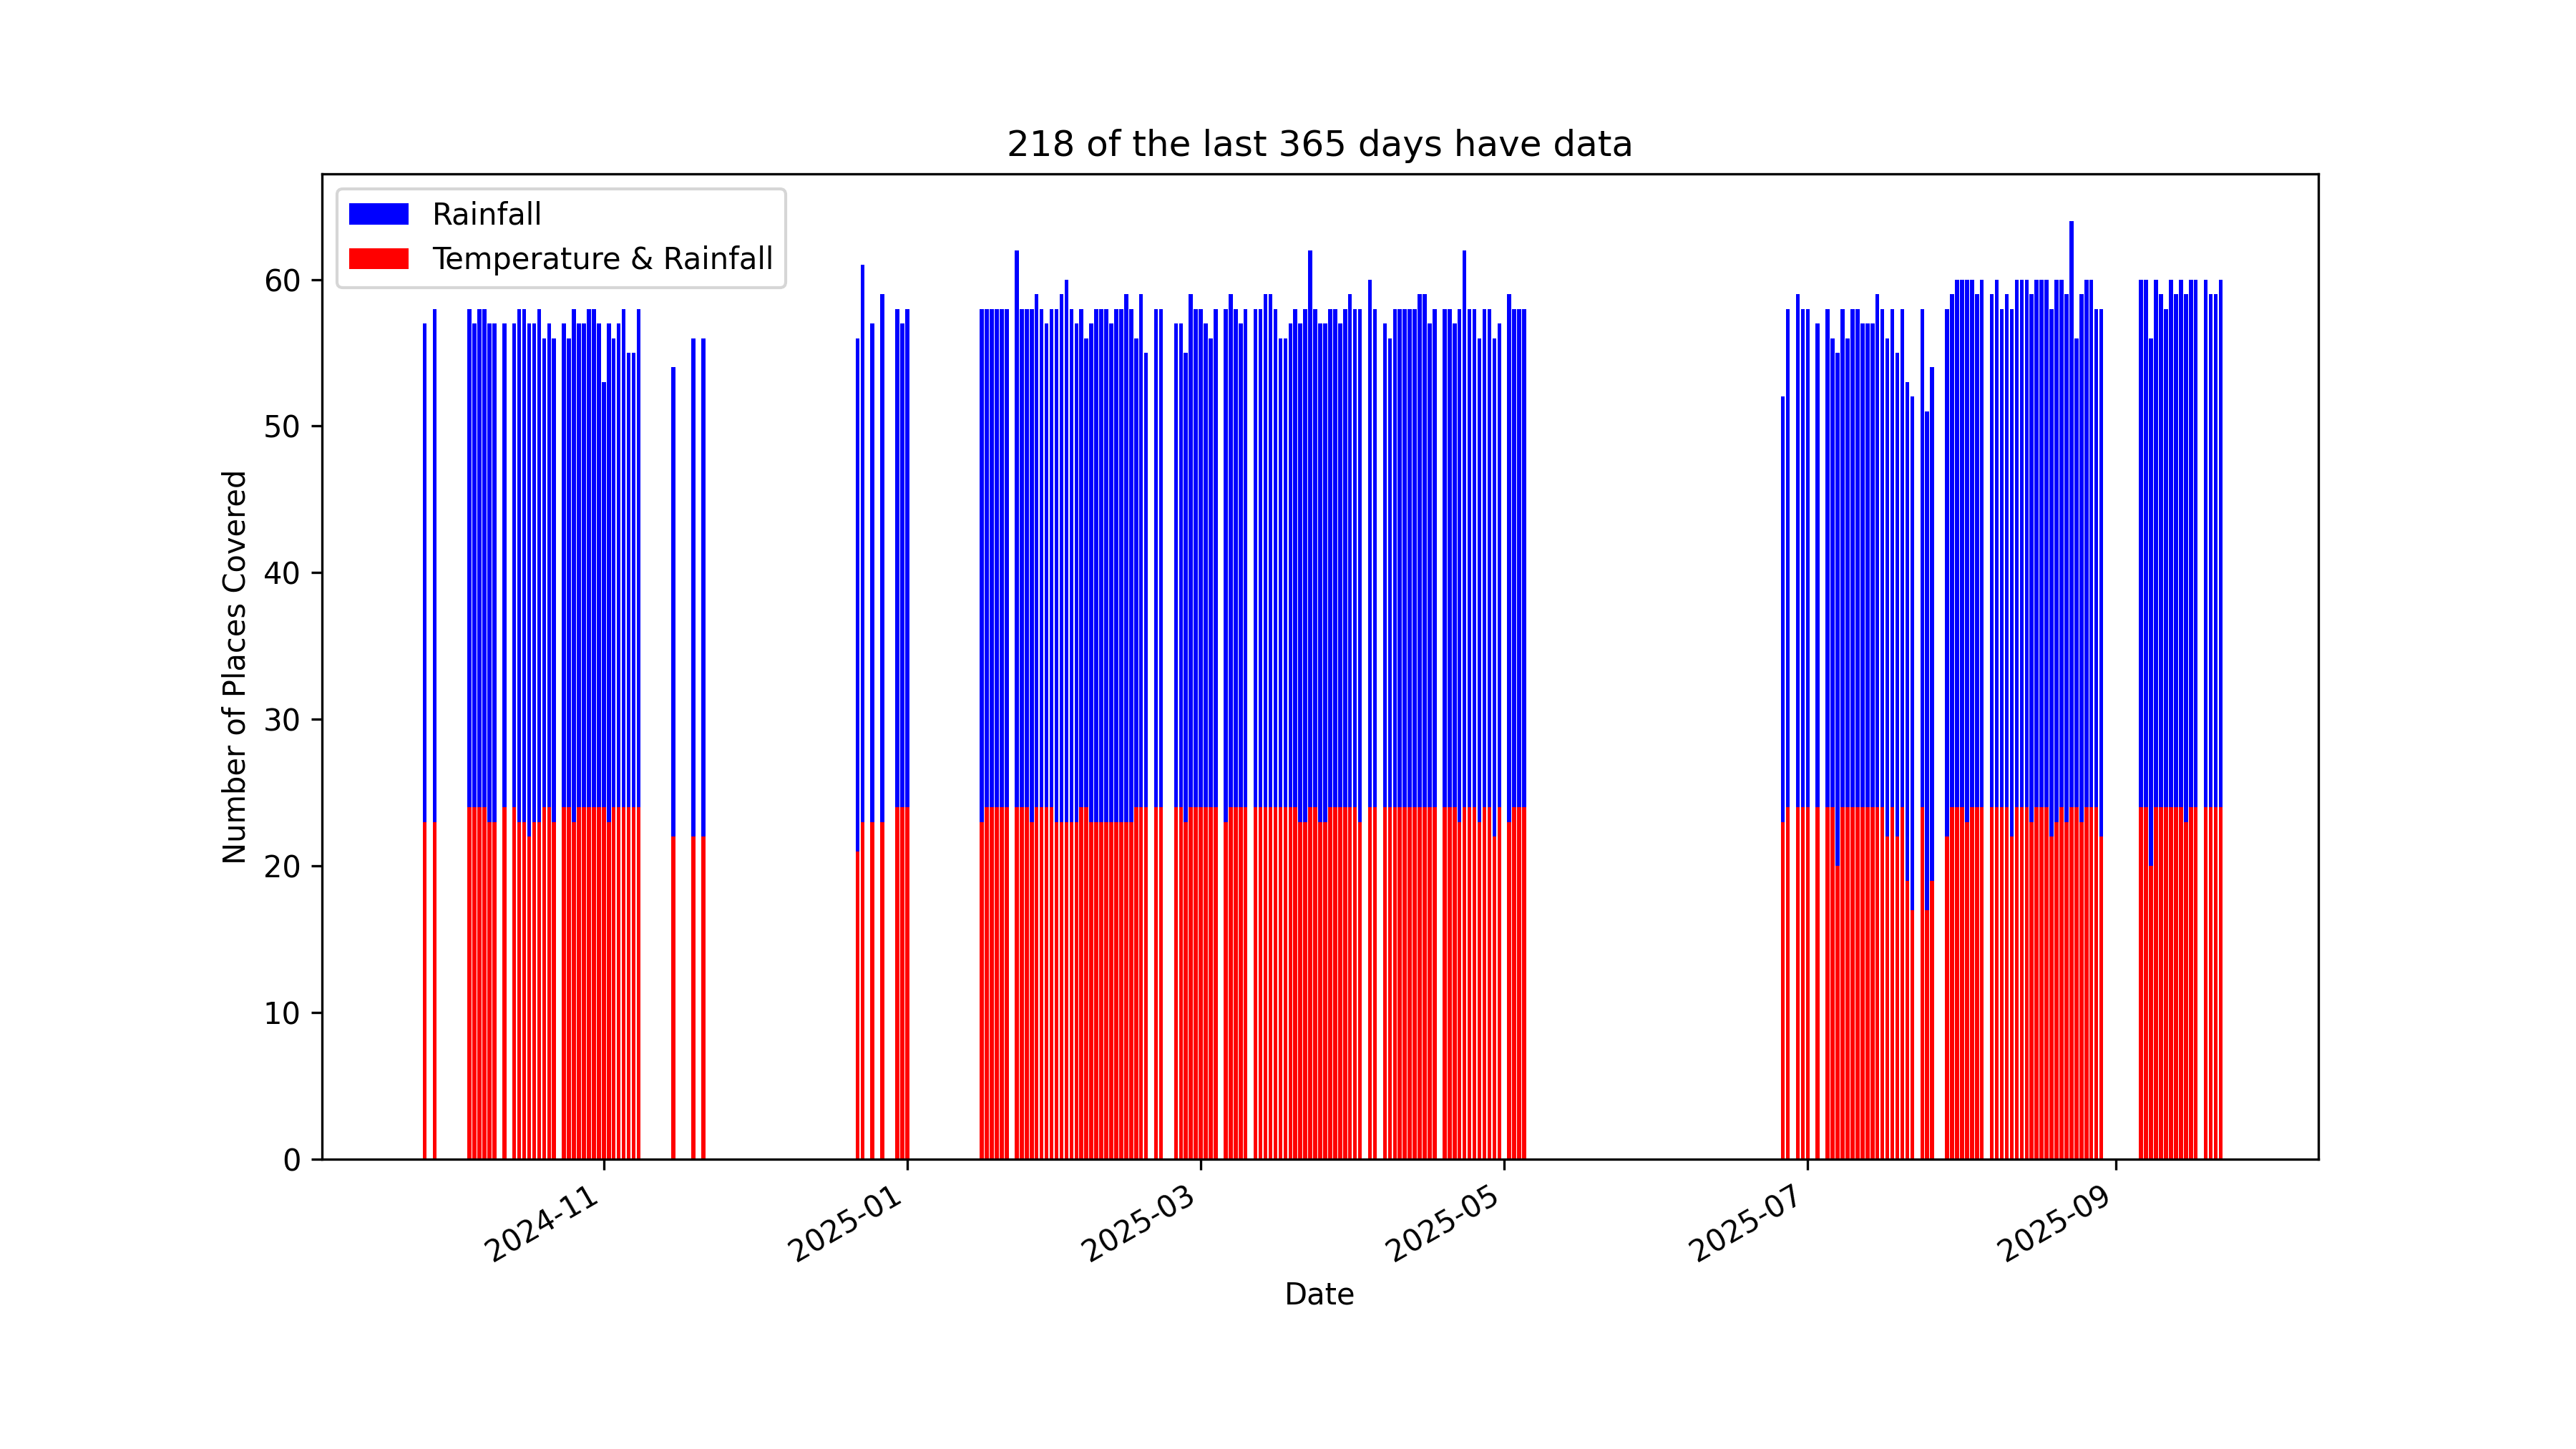 218 of the last 365 days have data
Rainfall
Temperature & Rainfall
60
50
40
30
20
10
0
Number of Places Covered
2024-11
2025-01
2025-03
2025-05
2025-07
2025-09
Date